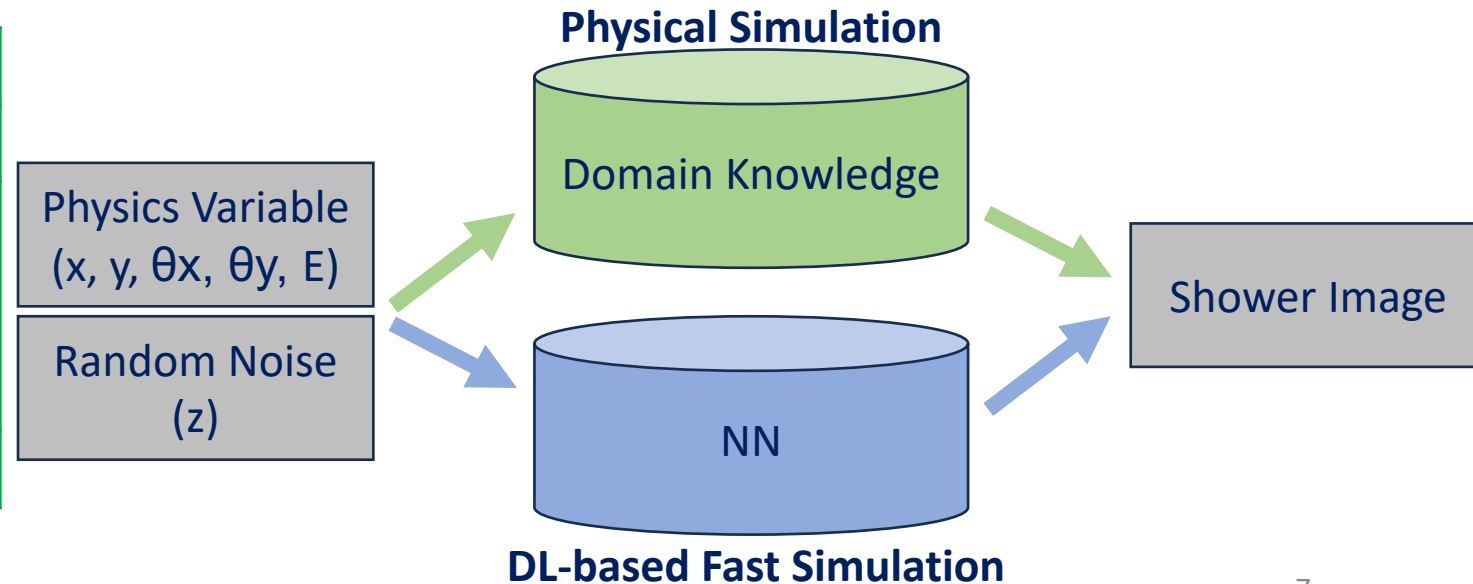 Physical Simulation
Domain Knowledge
Physics Variable
(x, y, θx, θy, E)
Random Noise
(z)
Shower Image
NN
DL-based Fast Simulation